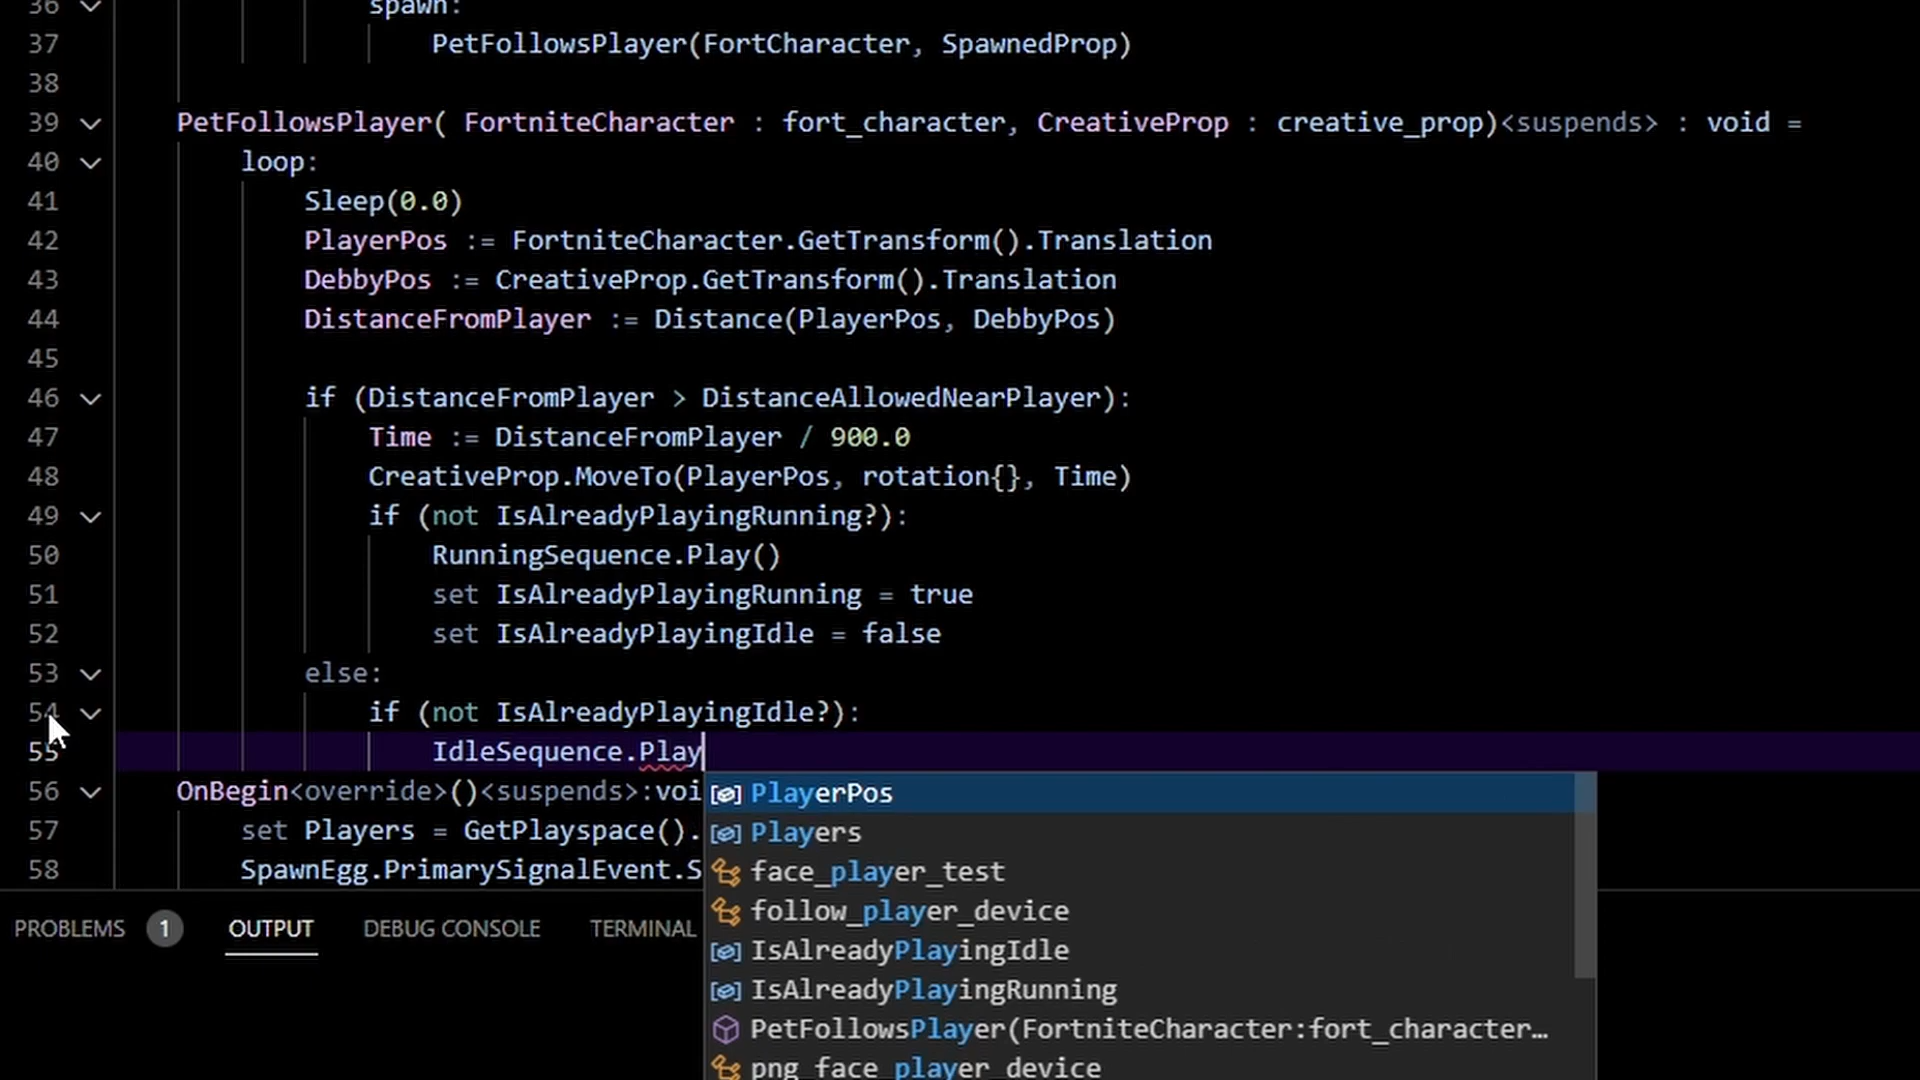 36 spawn:
37 PetFollowsPlayer(FortCharacter, SpawnedProp)
38
39 PetFollowsPlayer( FortniteCharacter : fort_character, CreativeProp : creative_prop)<suspends> : void =
40 loop:
41 Sleep(0.0)
42 PlayerPos := FortniteCharacter.GetTransform().Translation
43 DebbyPos := CreativeProp.GetTransform().Translation
44 DistanceFromPlayer := Distance(PlayerPos, DebbyPos)
45
46 if (DistanceFromPlayer > DistanceAllowedNearPlayer):
47 Time := DistanceFromPlayer / 900.0
48 CreativeProp.MoveTo(PlayerPos, rotation{}, Time)
49 if (not IsAlreadyPlayingRunning?):
50 RunningSequence.Play()
51 set IsAlreadyPlayingRunning = true
52 set IsAlreadyPlayingIdle = false
53 else:
54 if (not IsAlreadyPlayingIdle?):
55 IdleSequence.Play
56 OnBegin<override>()<suspends>:voi
57 set Players = GetPlayspace().
58 SpawnEgg.PrimarySignalEvent.S
PlayerPos
Players
face_player_test
follow_player_device
IsAlreadyPlayingIdle
IsAlreadyPlayingRunning
PetFollowsPlayer(FortniteCharacter:fort_character…
png_face_player_device
PROBLEMS 1 OUTPUT DEBUG CONSOLE TERMINAL